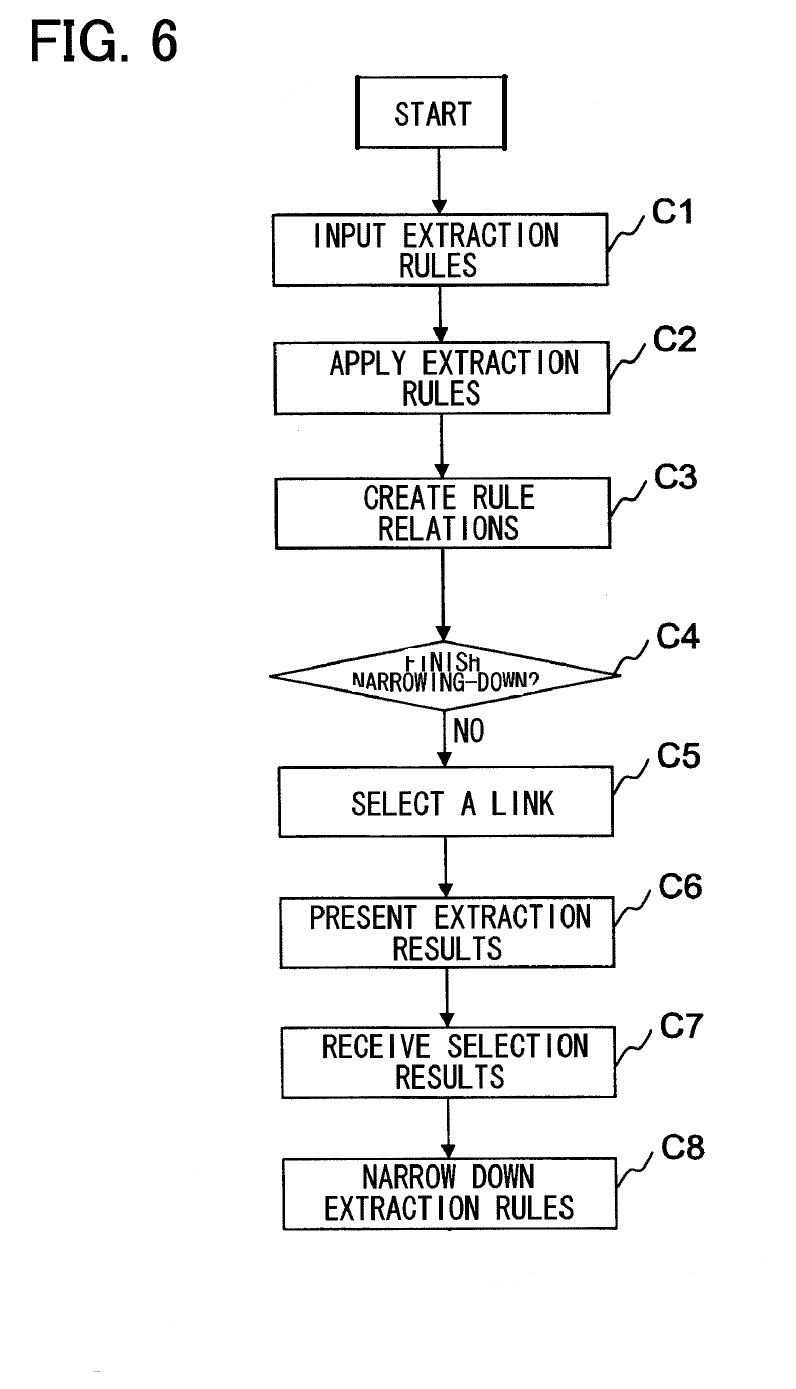 FIG. 6
START
INPUT EXTRACTION
RULES
C1
APPLY EXTRACTION
RULES
C2
CREATE RULE
RELATIONS
C3
FINISH
NARROWING-DOWN?
C4
NO
SELECT A LINK
C5
PRESENT EXTRACTION
RESULTS
C6
RECEIVE SELECTION
RESULTS
C7
NARROW DOWN
EXTRACTION RULES
C8